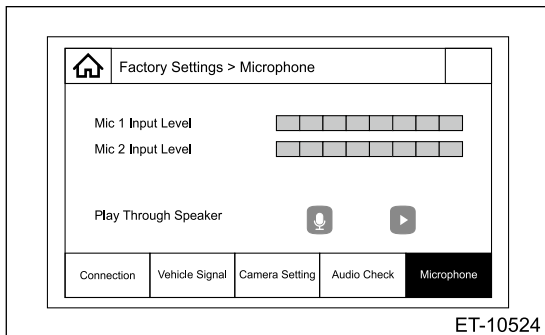 Factory Settings > Microphone
Mic 1 Input Level
Mic 2 Input Level
Play Through Speaker
Connection Vehicle Signal Camera Setting Audio Check Microphone
ET-10524